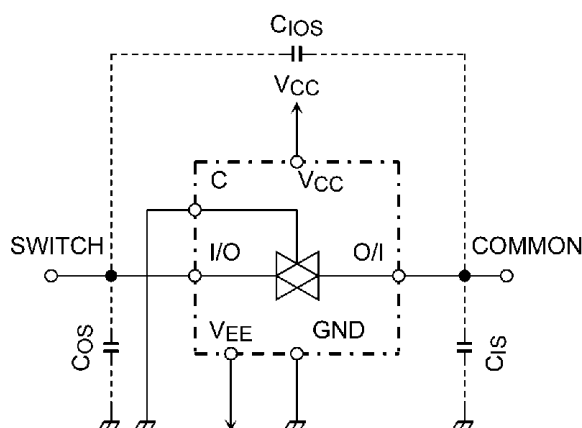 CIOS
VCC
C
VCC
SWITCH
I/O
O/I
COMMON
VEE
GND
COS
CIS